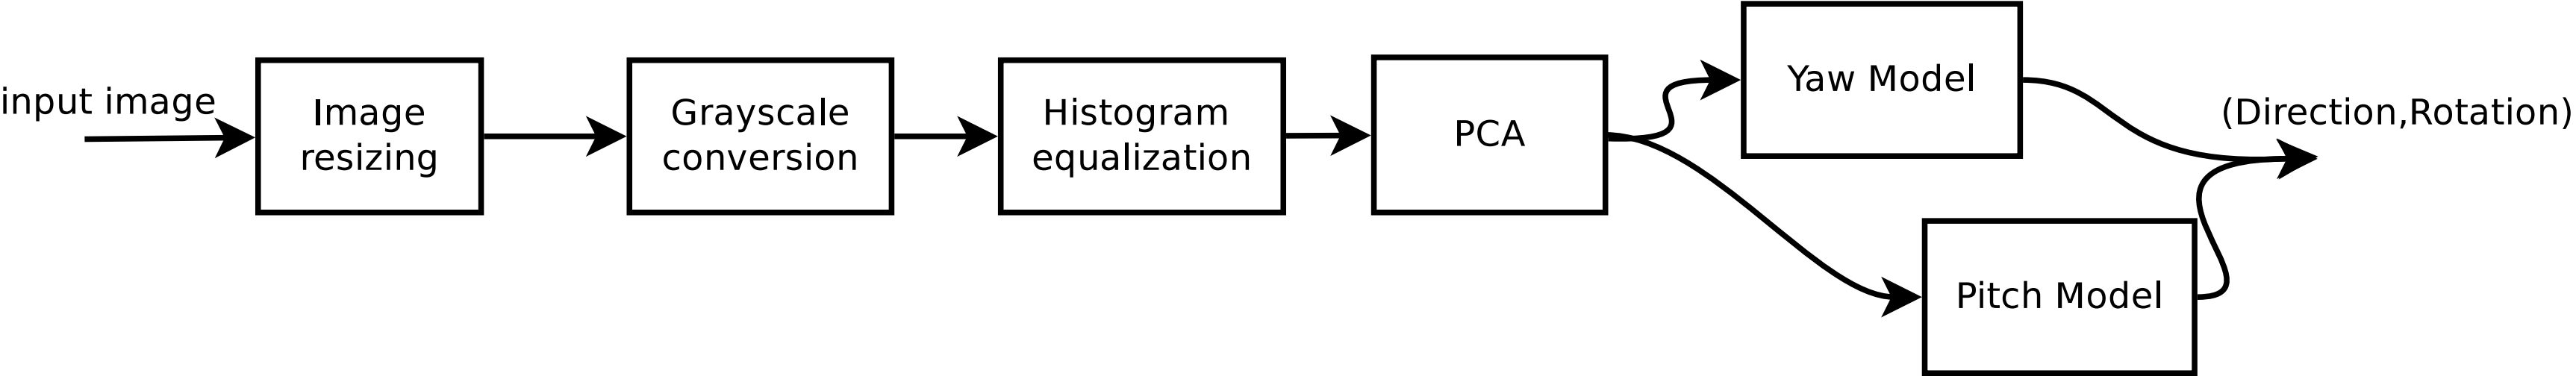 input image
Image
resizing
Grayscale
conversion
Histogram
equalization
PCA
Yaw Model
Pitch Model
(Direction,Rotation)